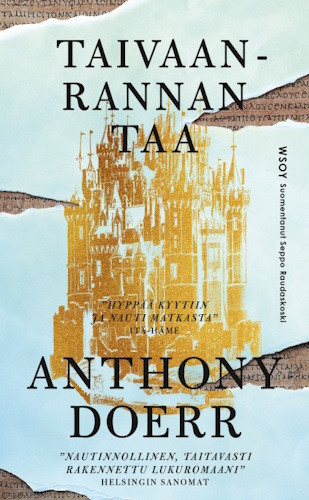 TAIVAAN-
RANNAN
TAA
WSOY Suomentanut Seppo Raudaskoski
"HYPPÄÄ KYYTIIN
JA NAUTI MATKASTA"
ITÄ-HÄME
ANTHONY
DOERR
"NAUTINNOLLINEN, TAITAVASTI
RAKENNETTU LUKUROMAANI"
HELSINGIN SANOMAT